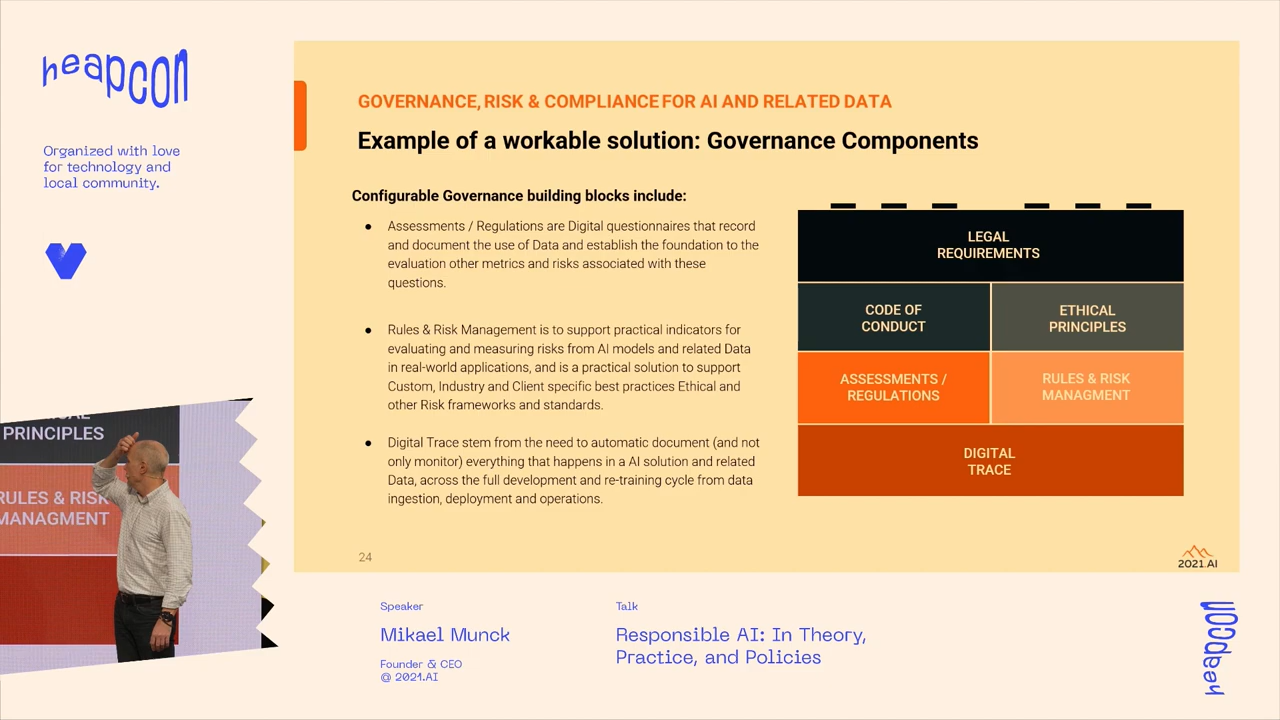 heapcon
Organized with love
for technology and
local community.
GOVERNANCE, RISK & COMPLIANCE FOR AI AND RELATED DATA
Example of a workable solution: Governance Components
Configurable Governance building blocks include:
● Assessments / Regulations are Digital questionnaires that record
and document the use of Data and establish the foundation to the
evaluation other metrics and risks associated with these
questions.
● Rules & Risk Management is to support practical indicators for
evaluating and measuring risks from AI models and related Data
in real-world applications, and is a practical solution to support
Custom, Industry and Client specific best practices Ethical and
other Risk frameworks and standards.
● Digital Trace stem from the need to automatic document (and not
only monitor) everything that happens in a AI solution and related
Data, across the full development and re-training cycle from data
ingestion, deployment and operations.
LEGAL
REQUIREMENTS
CODE OF
CONDUCT
ETHICAL
PRINCIPLES
ASSESSMENTS /
REGULATIONS
RULES & RISK
MANAGMENT
DIGITAL
TRACE
24
2021.AI
PRINCIPLES
RULES & RISK
MANAGMENT
Speaker
Mikael Munck
Founder & CEO
@ 2021.AI
Talk
Responsible AI: In Theory,
Practice, and Policies
heapcon